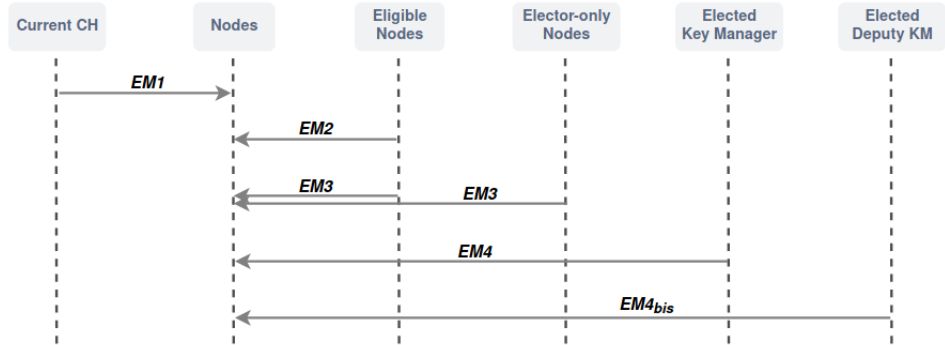 Current CH
Nodes
Eligible
Nodes
Elector-only
Nodes
Elected
Key Manager
Elected
Deputy KM
EM1
EM2
EM3
EM3
EM4
EM4bis